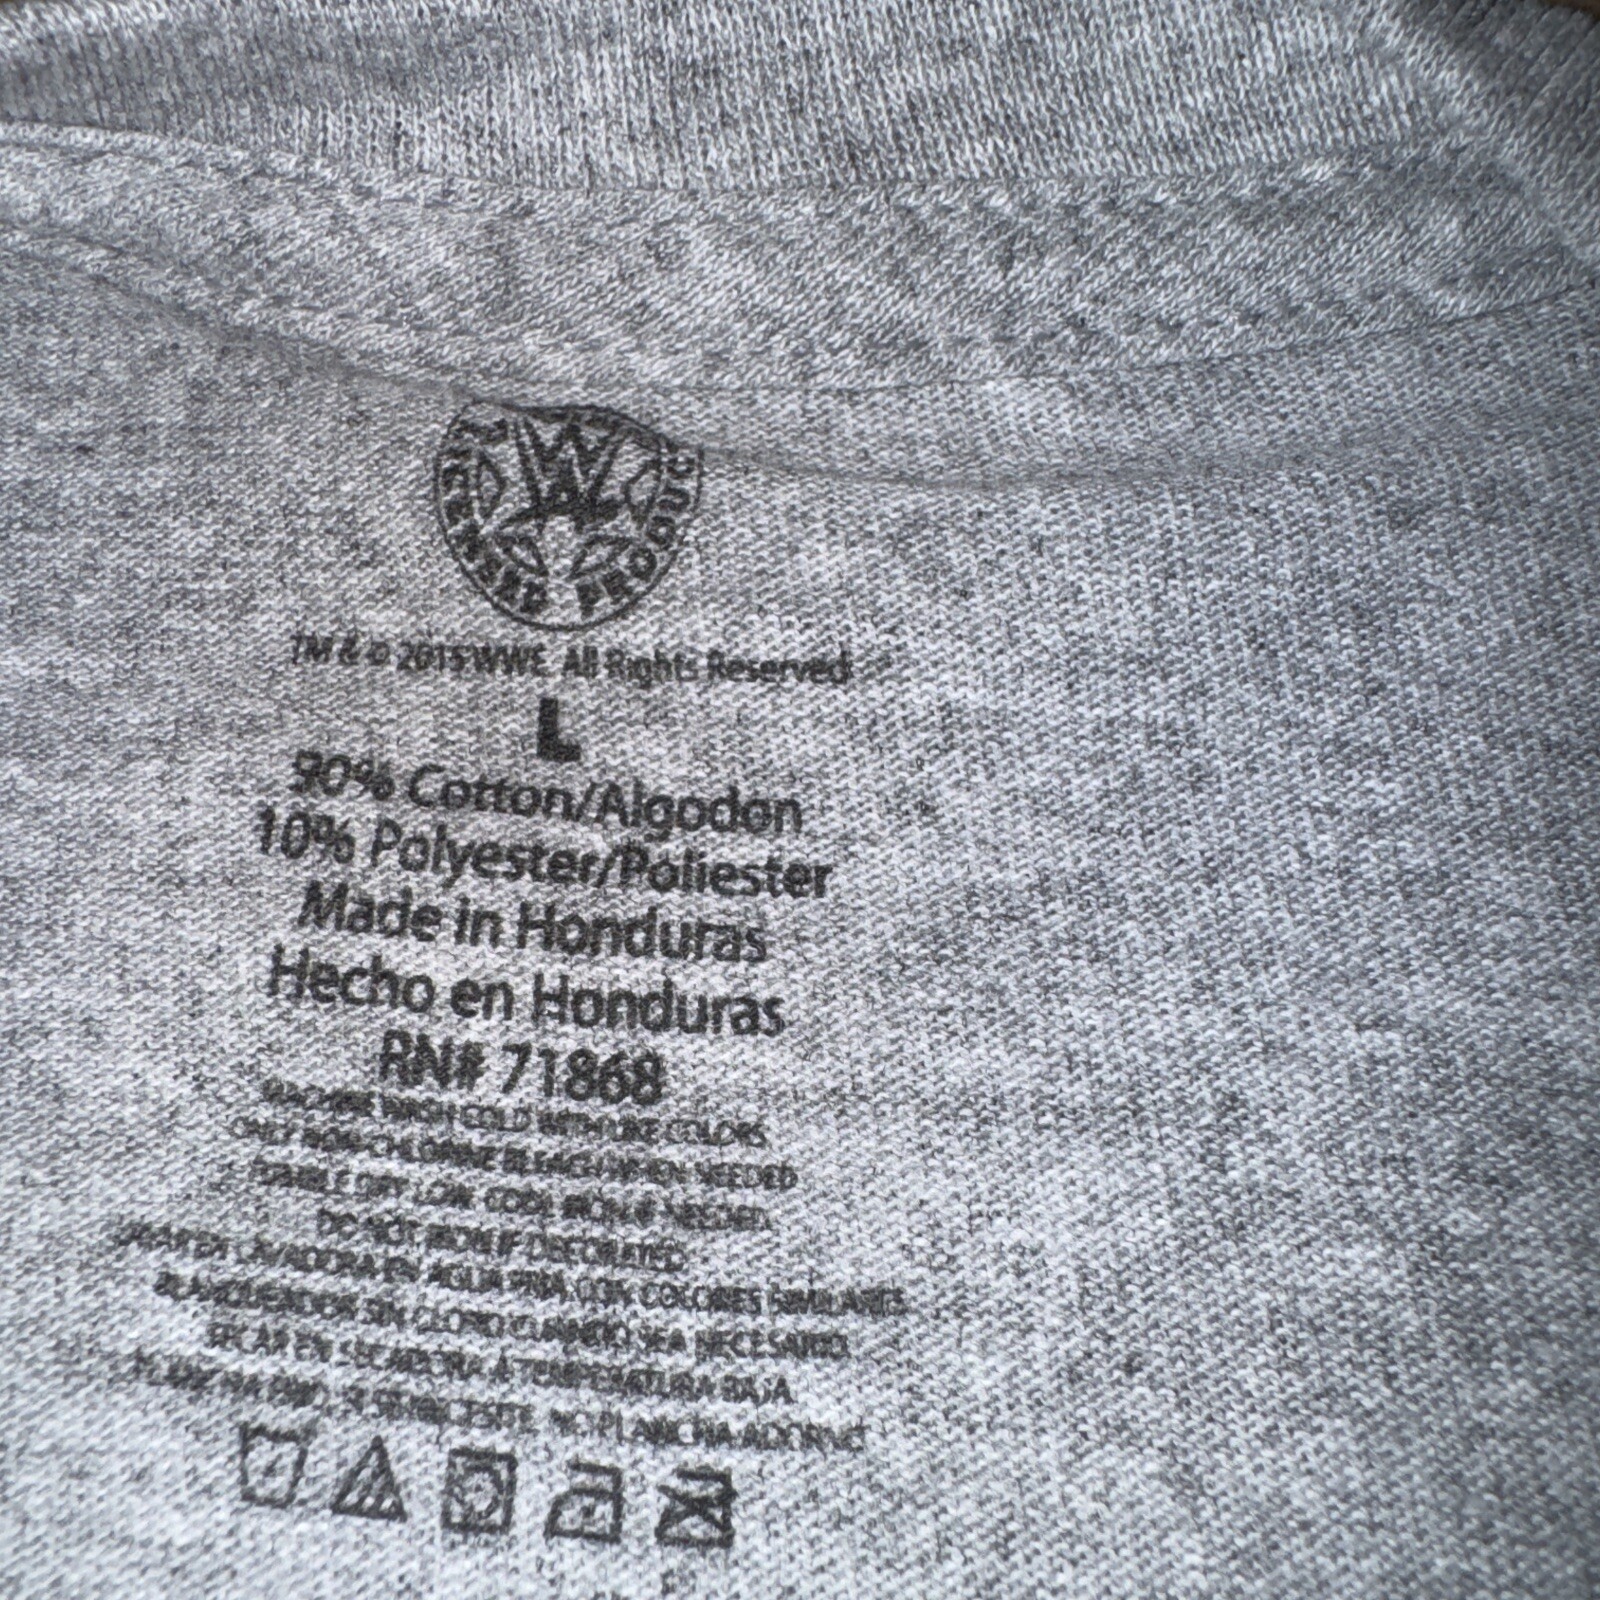 LICENSED PRODUCT
TM & © 2015 WWE. All Rights Reserved
L
90% Cotton/Algodon
10% Polyester/Poliester
Made in Honduras
Hecho en Honduras
RN# 71868
MACHINE WASH COLD WITH LIKE COLORS
ONLY NON-CHLORINE BLEACH WHEN NEEDED
TUMBLE DRY LOW COOL IRON IF NEEDED
DO NOT IRON IF DECORATED
LAVADORA EN AGUA FRIA CON COLORES SIMILARES
SIN CLORO CUANDO SEA NECESARIO
SECAR EN SECADORA A TEMPERATURA BAJA
SI SE NECESITE NO PLANCHA ADORNO